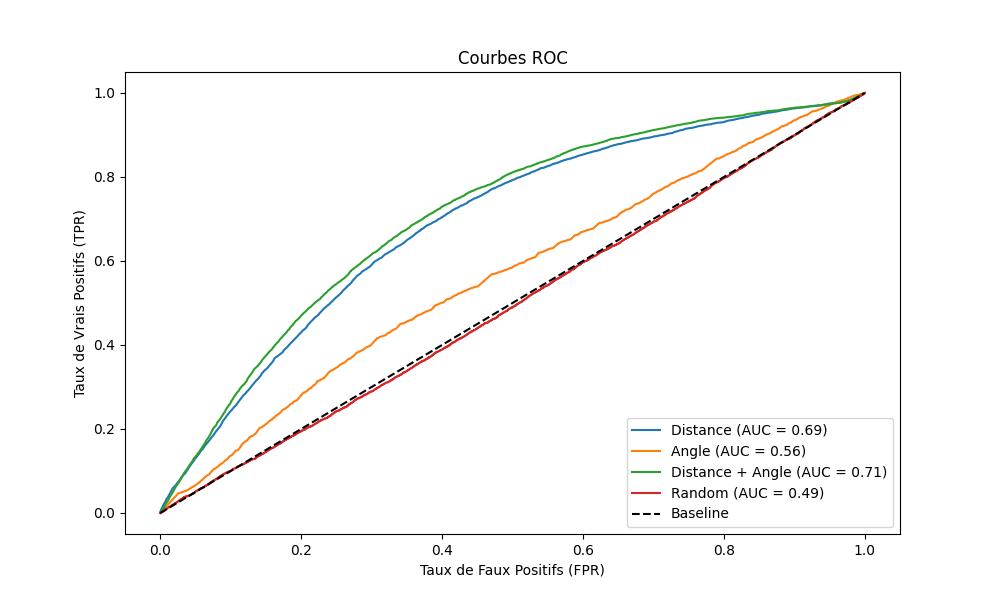 Courbes ROC
Taux de Vrais Positifs (TPR)
1.0
0.8
0.6
0.4
0.2
0.0
Distance (AUC = 0.69)
Angle (AUC = 0.56)
Distance + Angle (AUC = 0.71)
Random (AUC = 0.49)
Baseline
0.0 0.2 0.4 0.6 0.8 1.0
Taux de Faux Positifs (FPR)